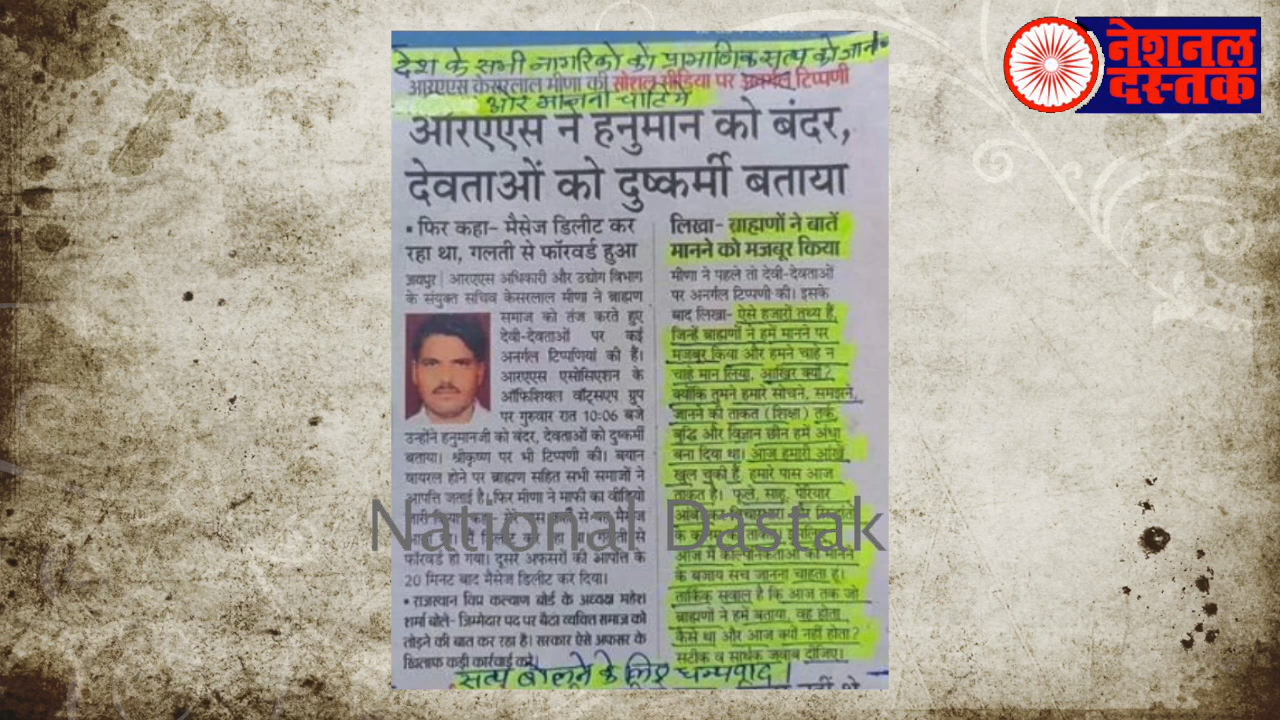 नेशनल
दस्तक
देश के सभी नागरिकों को प्रामाणिक सत्य को जान
आरएएस केसरलाल मीणा की सोशल मीडिया पर अनर्गल टिप्पणी
और मानना चाहिये
आरएएस ने हनुमान को बंदर,
देवताओं को दुष्कर्मी बताया
• फिर कहा- मैसेज डिलीट कर
रहा था, गलती से फॉरवर्ड हुआ
जयपुर | आरएएस अधिकारी और उद्योग विभाग
के संयुक्त सचिव केसरलाल मीणा ने ब्राह्मण
समाज को तंज करते हुए
देवी-देवताओं पर कई
अनर्गल टिप्पणियां की हैं।
आरएएस एसोसिएशन के
ऑफिशियल वॉट्सएप ग्रुप
पर गुरुवार रात 10:06 बजे
उन्होंने हनुमानजी को बंदर, देवताओं को दुष्कर्मी
बताया। श्रीकृष्ण पर भी टिप्पणी की। बयान
वायरल होने पर ब्राह्मण सहित सभी समाजों ने
आपत्ति जताई है। फिर मीणा ने माफी का वीडियो
फॉरवर्ड हो गया। दूसरे अफसरों की आपत्ति के
20 मिनट बाद मैसेज डिलीट कर दिया।
• राजस्थान विप्र कल्याण बोर्ड के अध्यक्ष महेश
शर्मा बोले- जिम्मेदार पद पर बैठा व्यक्ति समाज को
तोड़ने की बात कर रहा है। सरकार ऐसे अफसर के
खिलाफ कड़ी कार्रवाई करे।
लिखा- ब्राह्मणों ने बातें
मानने को मजबूर किया
मीणा ने पहले तो देवी-देवताओं
पर अनर्गल टिप्पणी की। इसके
बाद लिखा- ऐसे हजारों तथ्य हैं,
जिन्हें ब्राह्मणों ने हमें मानने पर
मजबूर किया और हमने चाहे न
चाहे मान लिया, आखिर क्यों?
क्योंकि तुमने हमारे सोचने, समझने,
जानने की ताकत (शिक्षा) तर्क,
बुद्धि और विज्ञान छीन हमें अंधा
बना दिया था। आज हमारी आंखें
खुल चुकी हैं, हमारे पास आज
ताकत है। फूले, साहू, पेरियार
आज मैं काल्पनिकताओं को मानने
के बजाय सच जानना चाहता हूं।
तार्किक सवाल है कि आज तक जो
ब्राह्मणों ने हमें बताया, वह होता
कैसे था और आज क्यों नहीं होता?
सटीक व सार्थक जवाब दीजिए।
सत्य बोलने के लिए धन्यवाद।
National Dastak